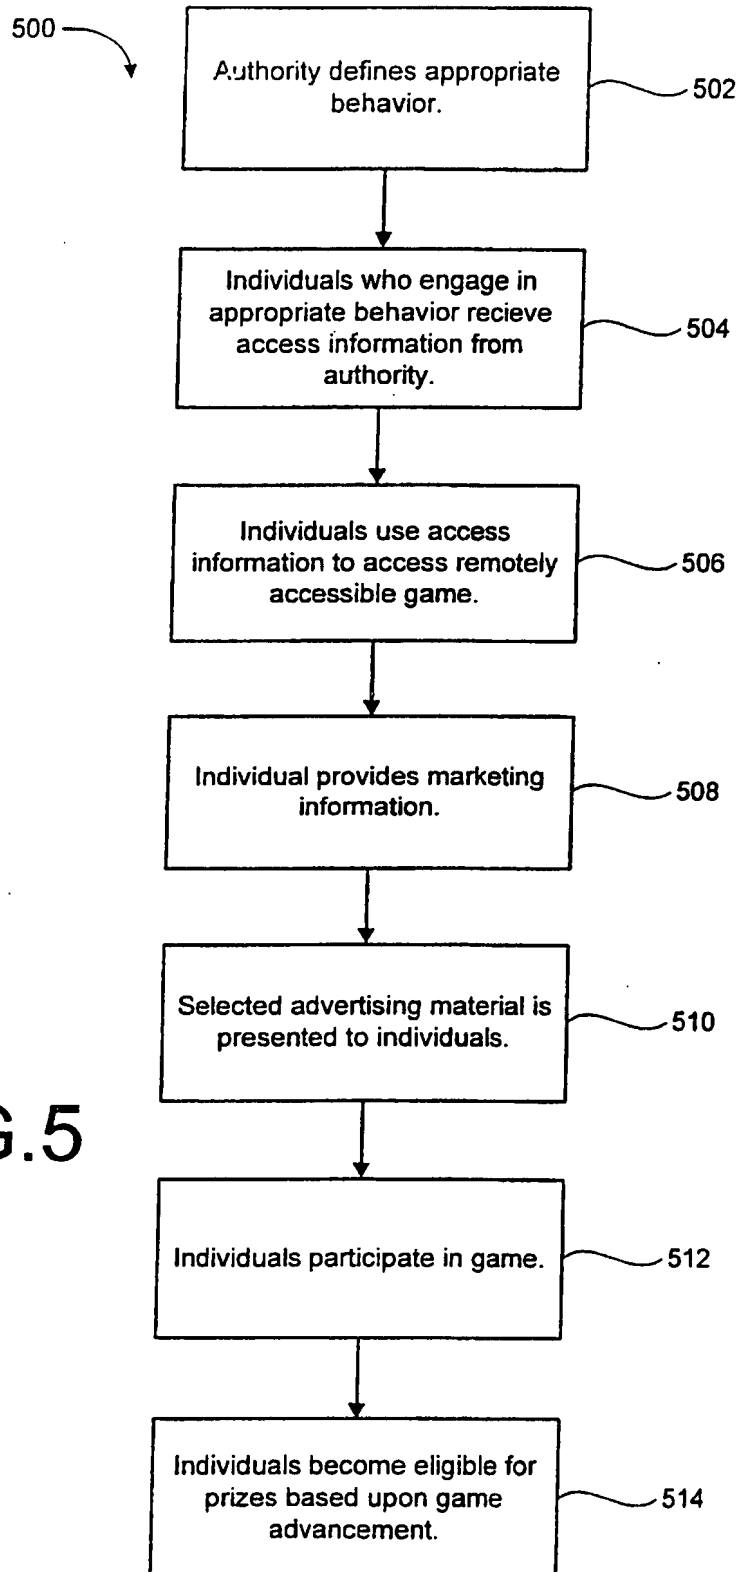 500
Authority defines appropriate
behavior.
502
Individuals who engage in
appropriate behavior recieve
access information from
authority.
504
Individuals use access
information to access remotely
accessible game.
506
Individual provides marketing
information.
508
Selected advertising material is
presented to individuals.
510
G.5
Individuals participate in game.
512
Individuals become eligible for
prizes based upon game
advancement.
514